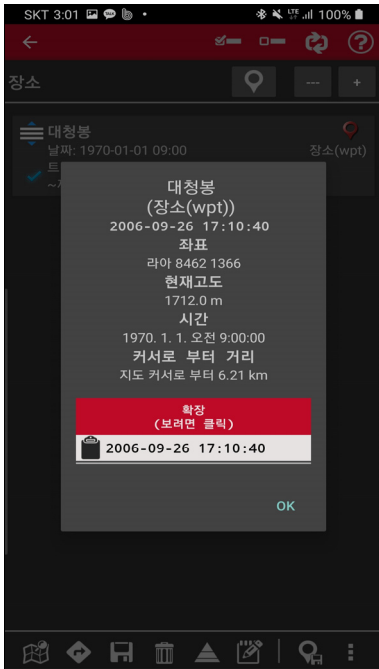 SKT 3:01
LTE
100%
장소
---
+
대청봉
날짜: 1970-01-01 09:00
장소(wpt)
트
대청봉
(장소(wpt))
2006-09-26 17:10:40
좌표
라아 8462 1366
현재고도
1712.0 m
시간
1970. 1. 1. 오전 9:00:00
커서로 부터 거리
지도 커서로 부터 6.21 km
확장
(보려면 클릭)
2006-09-26 17:10:40
OK